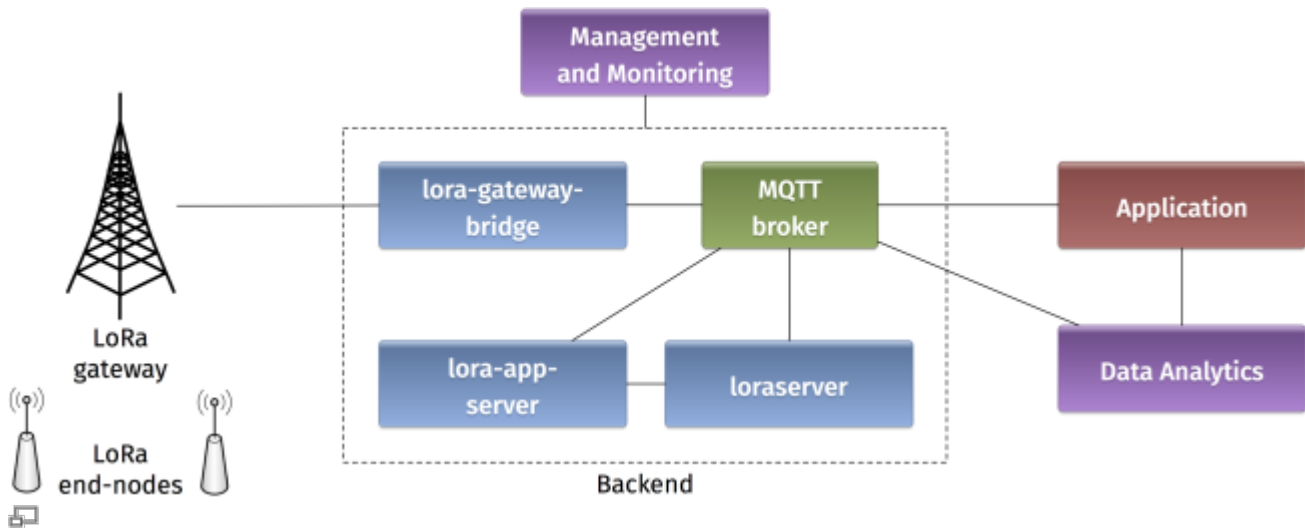 Management
and Monitoring
lora-gateway-
bridge
MQTT
broker
Application
LoRa
gateway
lora-app-
server
loraserver
Data Analytics
LoRa
end-nodes
Backend